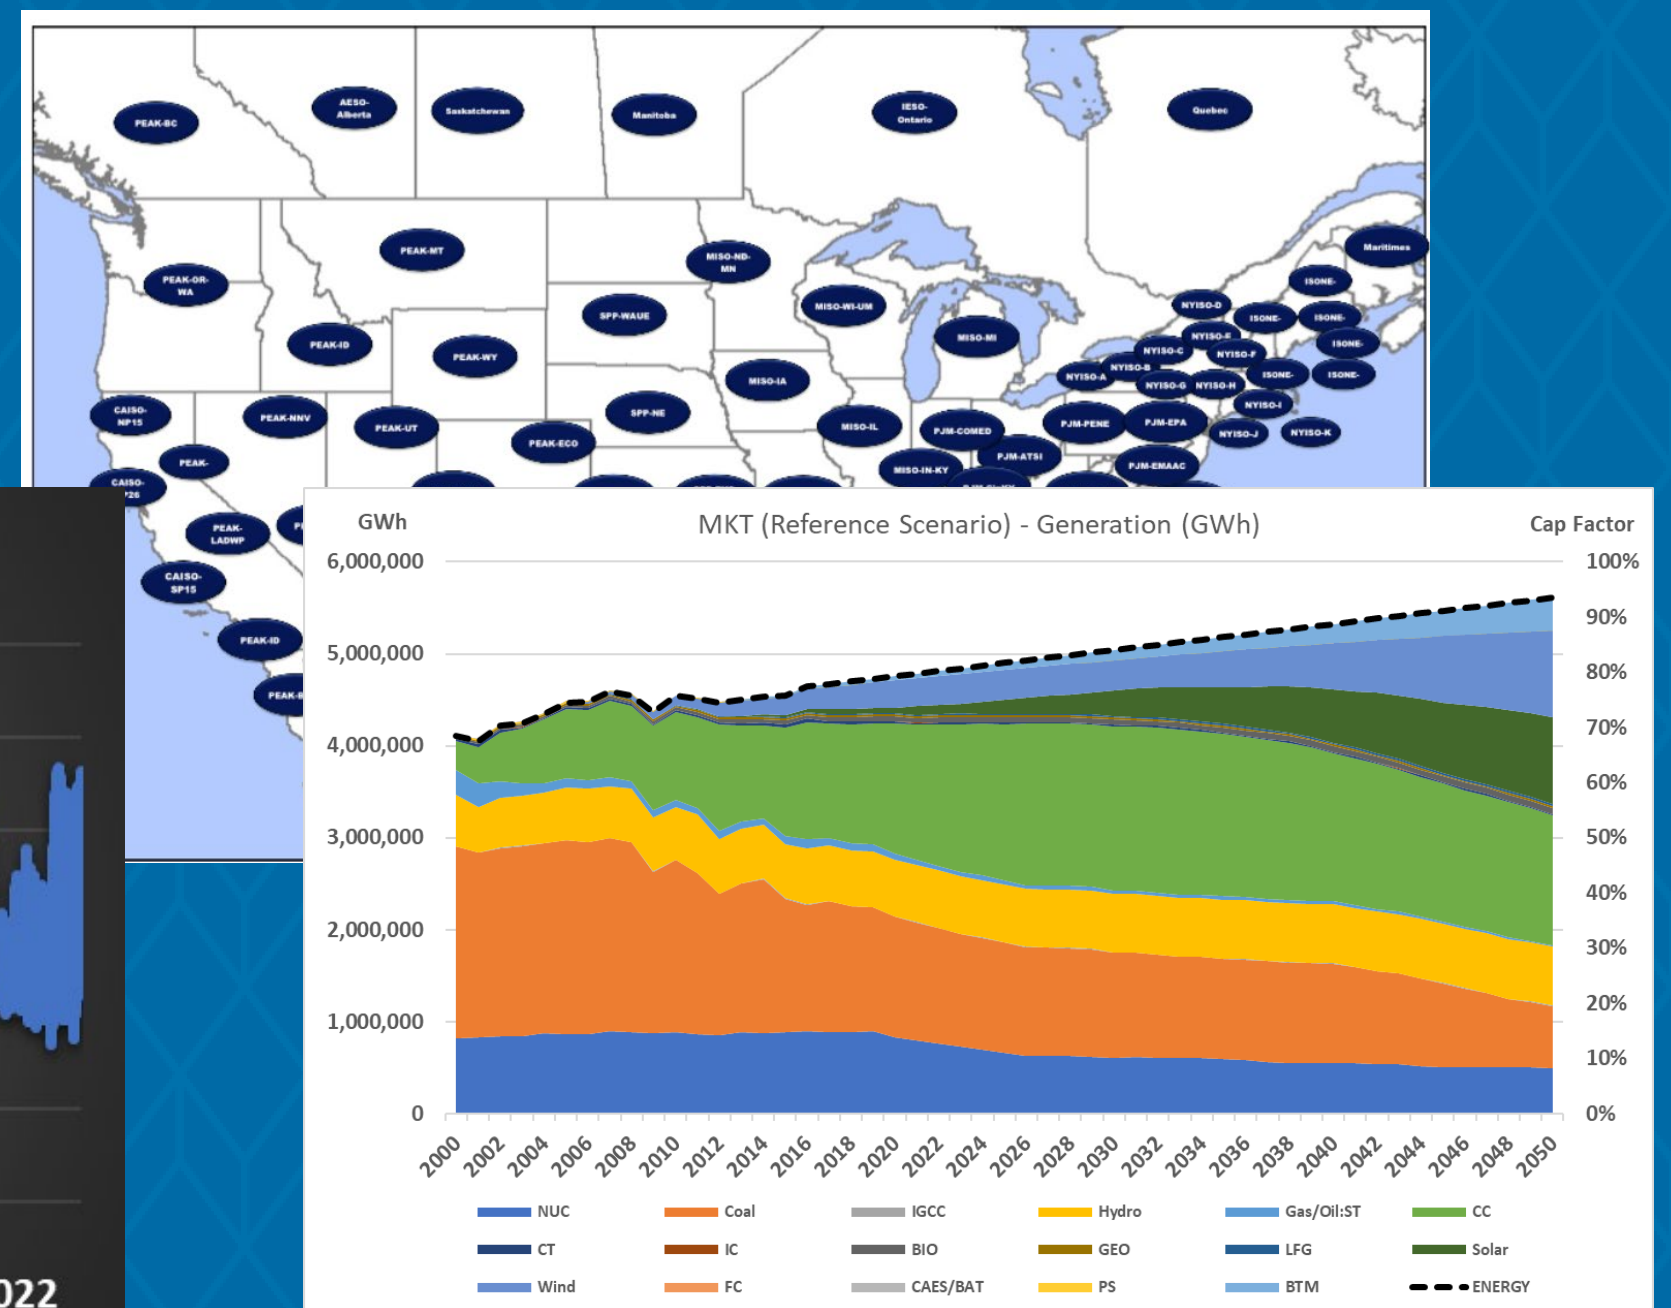 PEAK-BC
AESO-
Alberta
Saskatchewan
Manitoba
IESO-
Ontario
Quebec
PEAK-MT
MISO-ND-
MN
Maritimes
PEAK-OR-
WA
ISONE-
NYISO-D
ISONE-
ISONE-
MISO-WI-UM
SPP-WAUE
MISO-MI
NYISO-E
PEAK-ID
ISONE-
PEAK-WY
NYISO-C
NYISO-F
NYISO-B
NYISO-A
ISONE-
ISONE-
MISO-IA
NYISO-G
NYISO-H
NYISO-I
CAISO-
NP15
PEAK-NNV
SPP-NE
PEAK-UT
MISO-IL
PJM-COMED
PJM-PENE
PJM-EPA
NYISO-J
NYISO-K
PEAK-ECO
PJM-ATSI
PEAK-
MISO-IN-KY
PJM-EMAAC
CAISO-
PEAK-
LADWP
CAISO-
SP15
PEAK-ID
022
GWh
MKT (Reference Scenario) - Generation (GWh)
Cap Factor
6,000,000
5,000,000
4,000,000
3,000,000
2,000,000
1,000,000
0
100%
90%
80%
70%
60%
50%
40%
30%
20%
10%
0%
2000 2002 2004 2006 2008 2010 2012 2014 2016 2018 2020 2022 2024 2026 2028 2030 2032 2034 2036 2038 2040 2042 2044 2046 2048 2050
NUC Coal IGCC Hydro Gas/Oil:ST CC
CT IC BIO GEO LFG Solar
Wind FC CAES/BAT PS BTM ENERGY